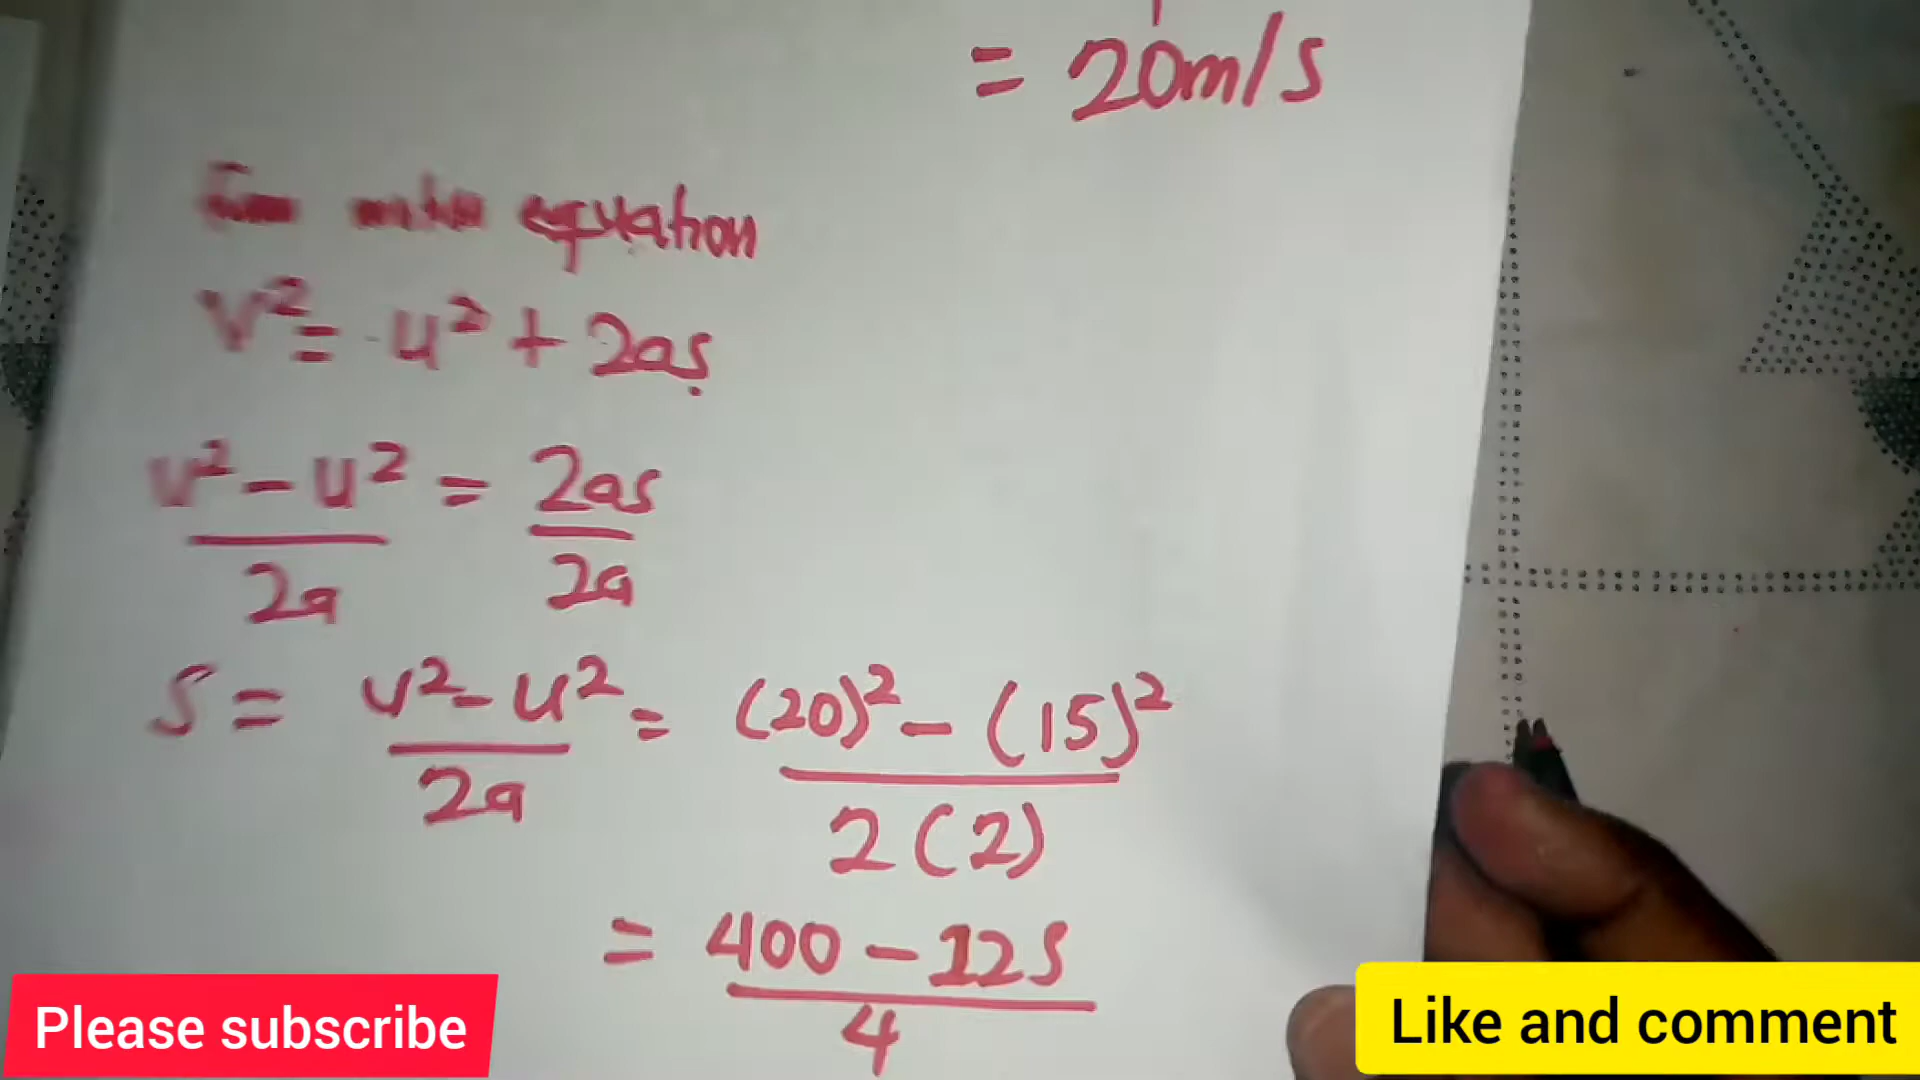 = 20m/s
equation
V² = u² + 2as
v² - u² = 2as
2a 2a
S = v² - u² = (20)² - (15)²
2a 2(2)
= 400 - 225
4
Please subscribe
Like and comment